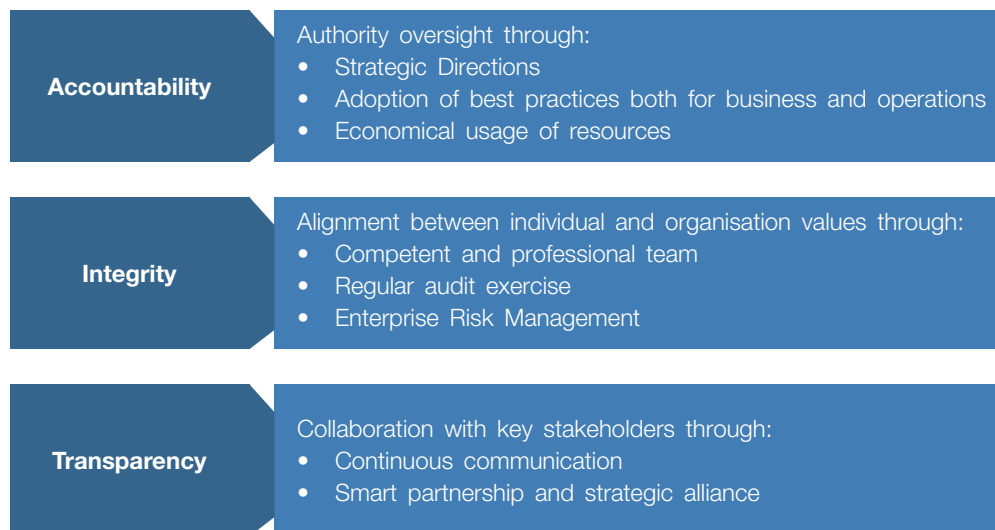 Accountability
Authority oversight through:
• Strategic Directions
• Adoption of best practices both for business and operations
• Economical usage of resources
Integrity
Alignment between individual and organisation values through:
• Competent and professional team
• Regular audit exercise
• Enterprise Risk Management
Transparency
Collaboration with key stakeholders through:
• Continuous communication
• Smart partnership and strategic alliance